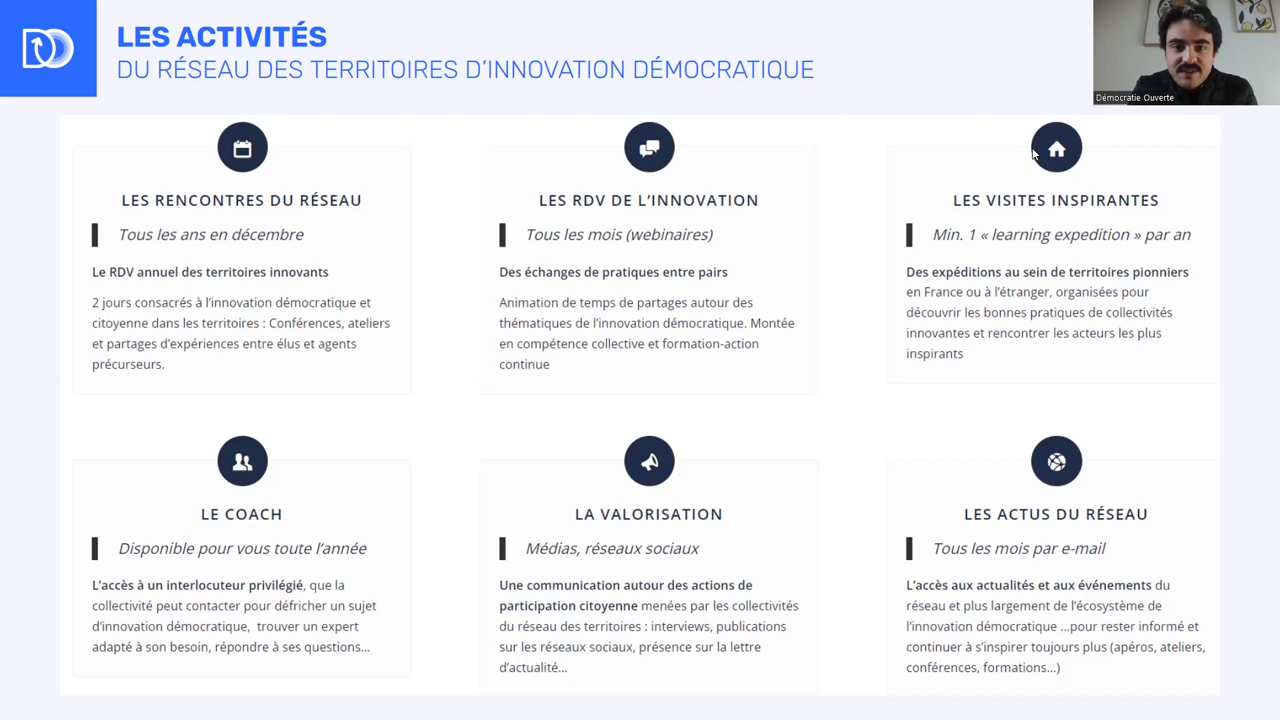 LES ACTIVITÉS
DU RÉSEAU DES TERRITOIRES D’INNOVATION DÉMOCRATIQUE
Démocratie Ouverte
LES RENCONTRES DU RÉSEAU
Tous les ans en décembre
Le RDV annuel des territoires innovants
2 jours consacrés à l’innovation démocratique et
citoyenne dans les territoires : Conférences, ateliers
et partages d’expériences entre élus et agents
précurseurs.
LES RDV DE L’INNOVATION
Tous les mois (webinaires)
Des échanges de pratiques entre pairs
Animation de temps de partages autour des
thématiques de l’innovation démocratique. Montée
en compétence collective et formation-action
continue
LES VISITES INSPIRANTES
Min. 1 « learning expedition » par an
Des expéditions au sein de territoires pionniers
en France ou à l’étranger, organisées pour
découvrir les bonnes pratiques de collectivités
innovantes et rencontrer les acteurs les plus
inspirants
LE COACH
Disponible pour vous toute l’année
L’accès à un interlocuteur privilégié, que la
collectivité peut contacter pour défricher un sujet
d’innovation démocratique, trouver un expert
adapté à son besoin, répondre à ses questions…
LA VALORISATION
Médias, réseaux sociaux
Une communication autour des actions de
participation citoyenne menées par les collectivités
du réseau des territoires : interviews, publications
sur les réseaux sociaux, présence sur la lettre
d’actualité…
LES ACTUS DU RÉSEAU
Tous les mois par e-mail
L’accès aux actualités et aux événements du
réseau et plus largement de l’écosystème de
l’innovation démocratique …pour rester informé et
continuer à s’inspirer toujours plus (apéros, ateliers,
conférences, formations…)